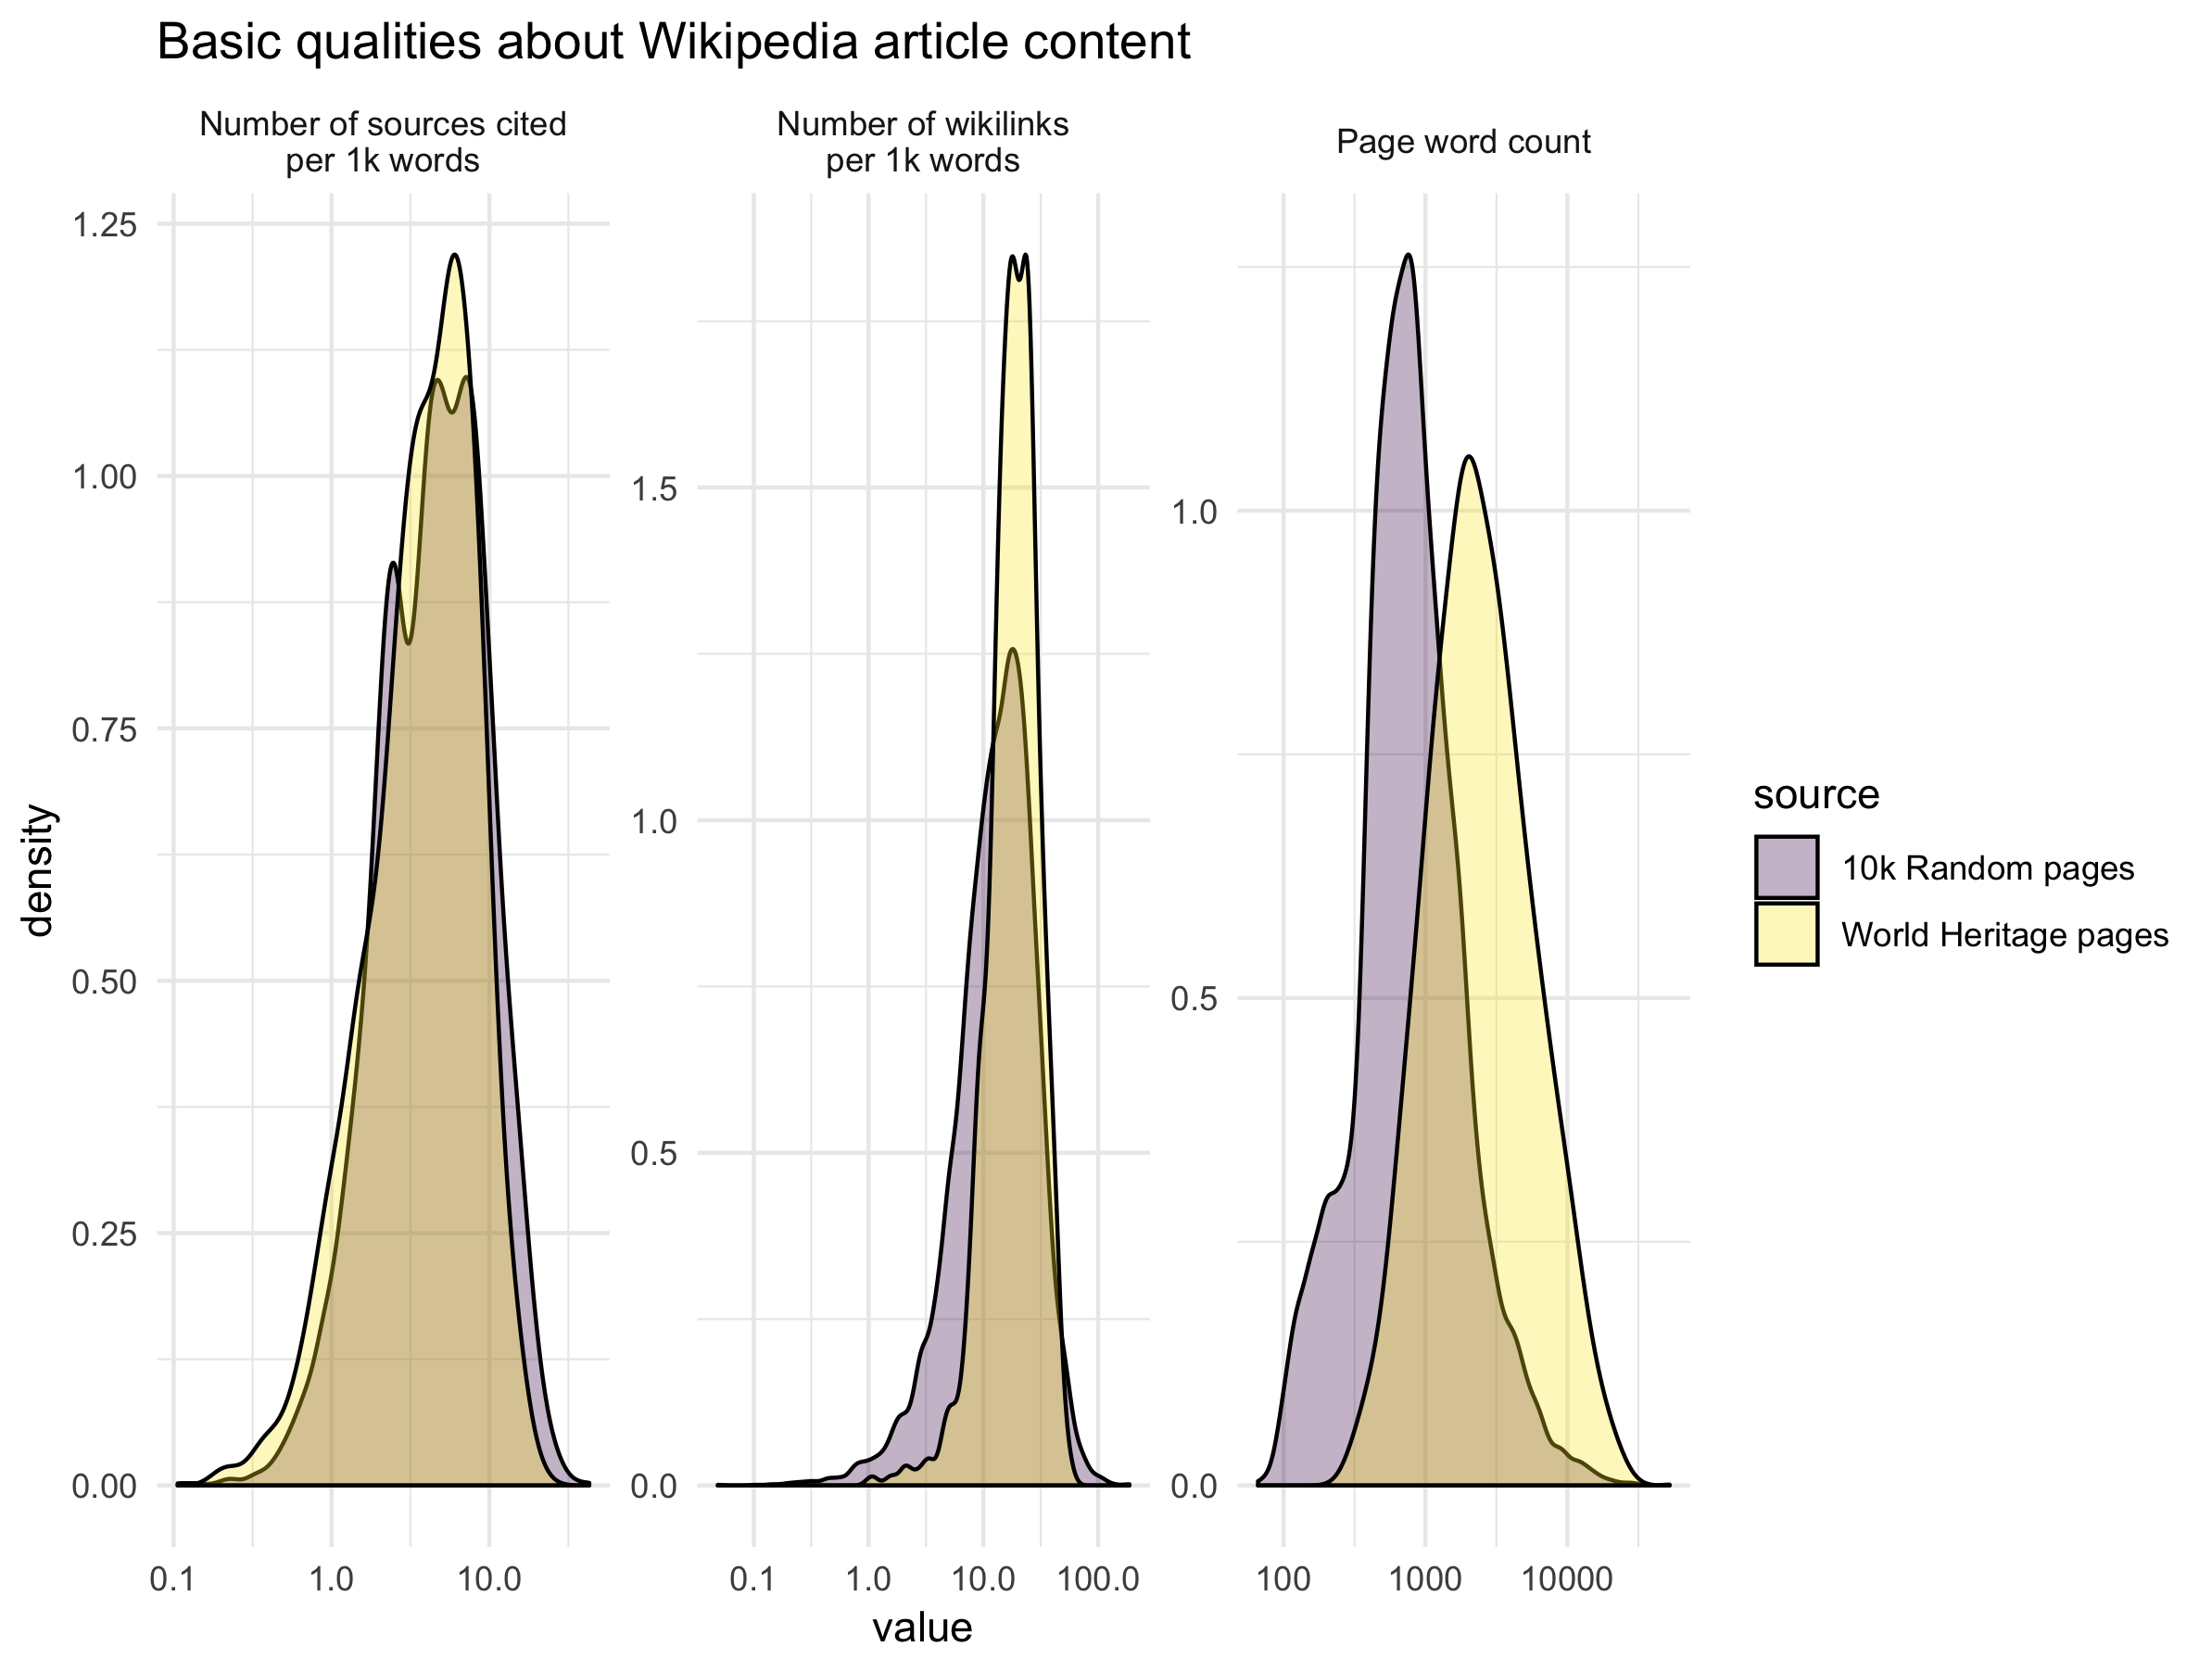 Basic qualities about Wikipedia article content
Number of sources cited
per 1k words
Number of wikilinks
per 1k words
Page word count
density
1.25
1.00
0.75
0.50
0.25
0.00
1.5
1.0
0.5
0.0
1.0
0.5
0.0
0.1 1.0 10.0
0.1 1.0 10.0 100.0
100 1000 10000
value
source
10k Random pages
World Heritage pages